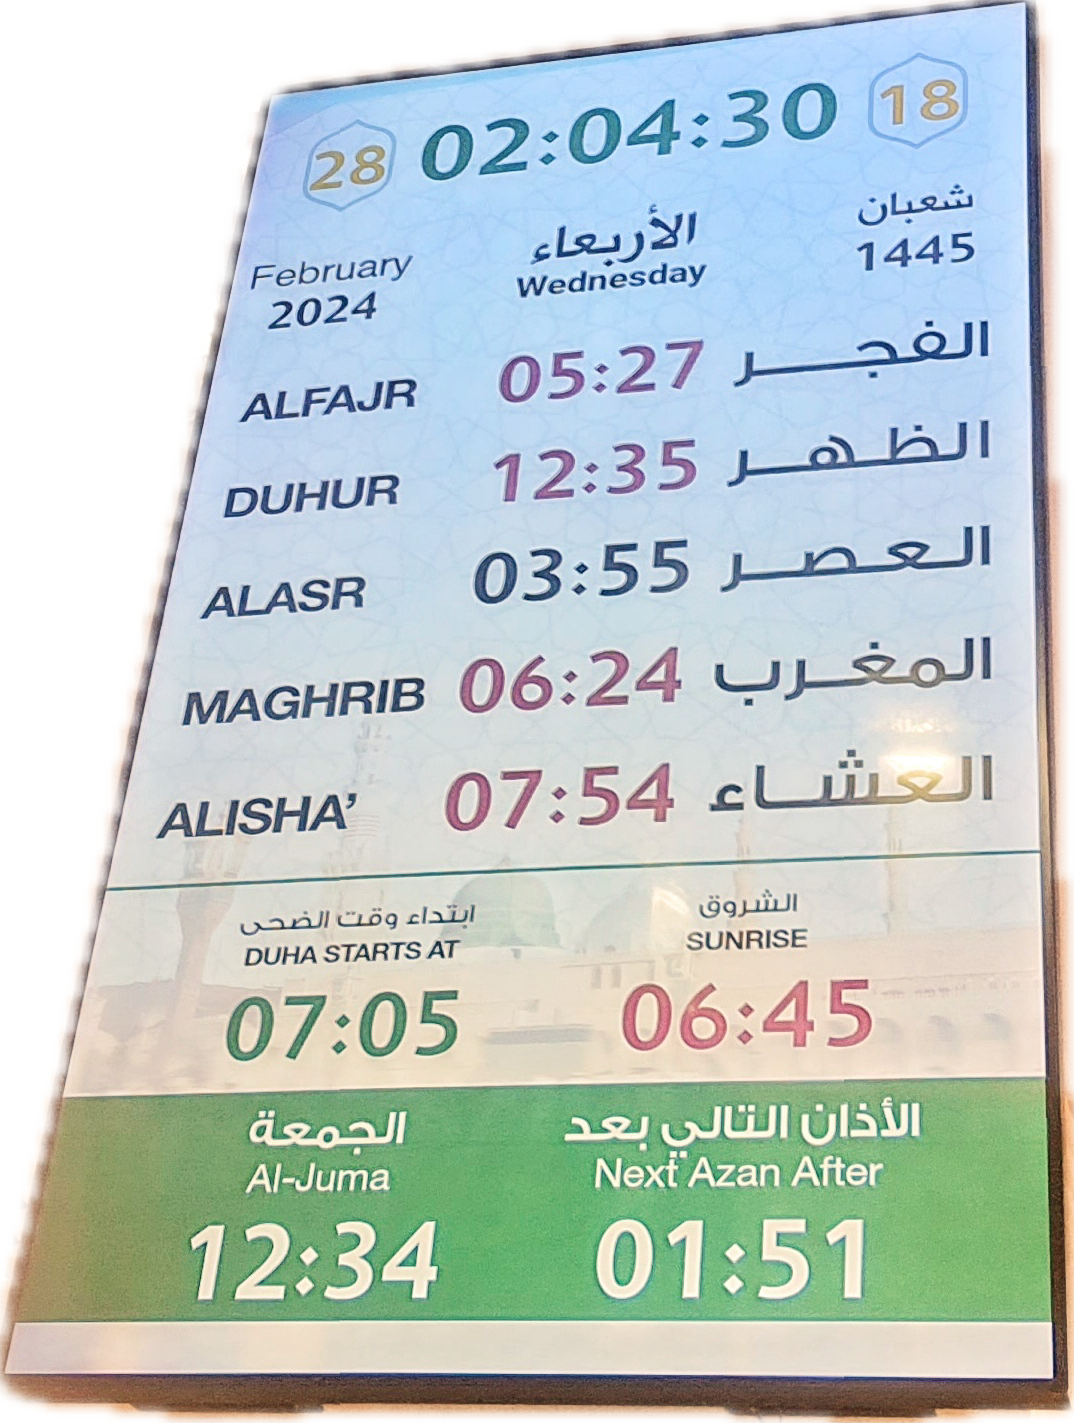 28 02:04:30 18
February الأربعاء شعبان
2024 Wednesday 1445
ALFAJR 05:27 الفجر
DUHUR 12:35 الظهر
ALASR 03:55 العصر
MAGHRIB 06:24 المغرب
ALISHA’ 07:54 العشاء
ابتداء وقت الضحى الشروق
DUHA STARTS AT SUNRISE
07:05 06:45
الجمعة الأذان التالي بعد
Al-Juma Next Azan After
12:34 01:51